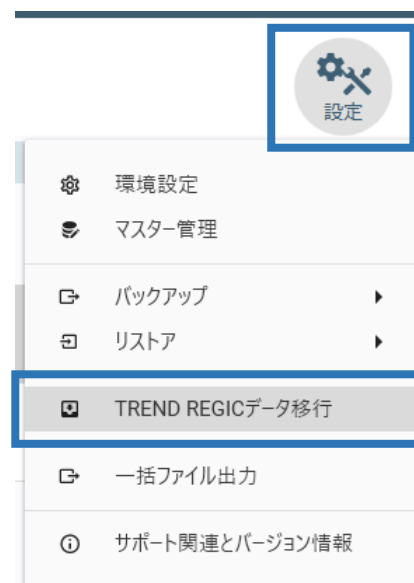 設定
環境設定
マスター管理
バックアップ
リストア
TREND REGICデータ移行
一括ファイル出力
サポート関連とバージョン情報